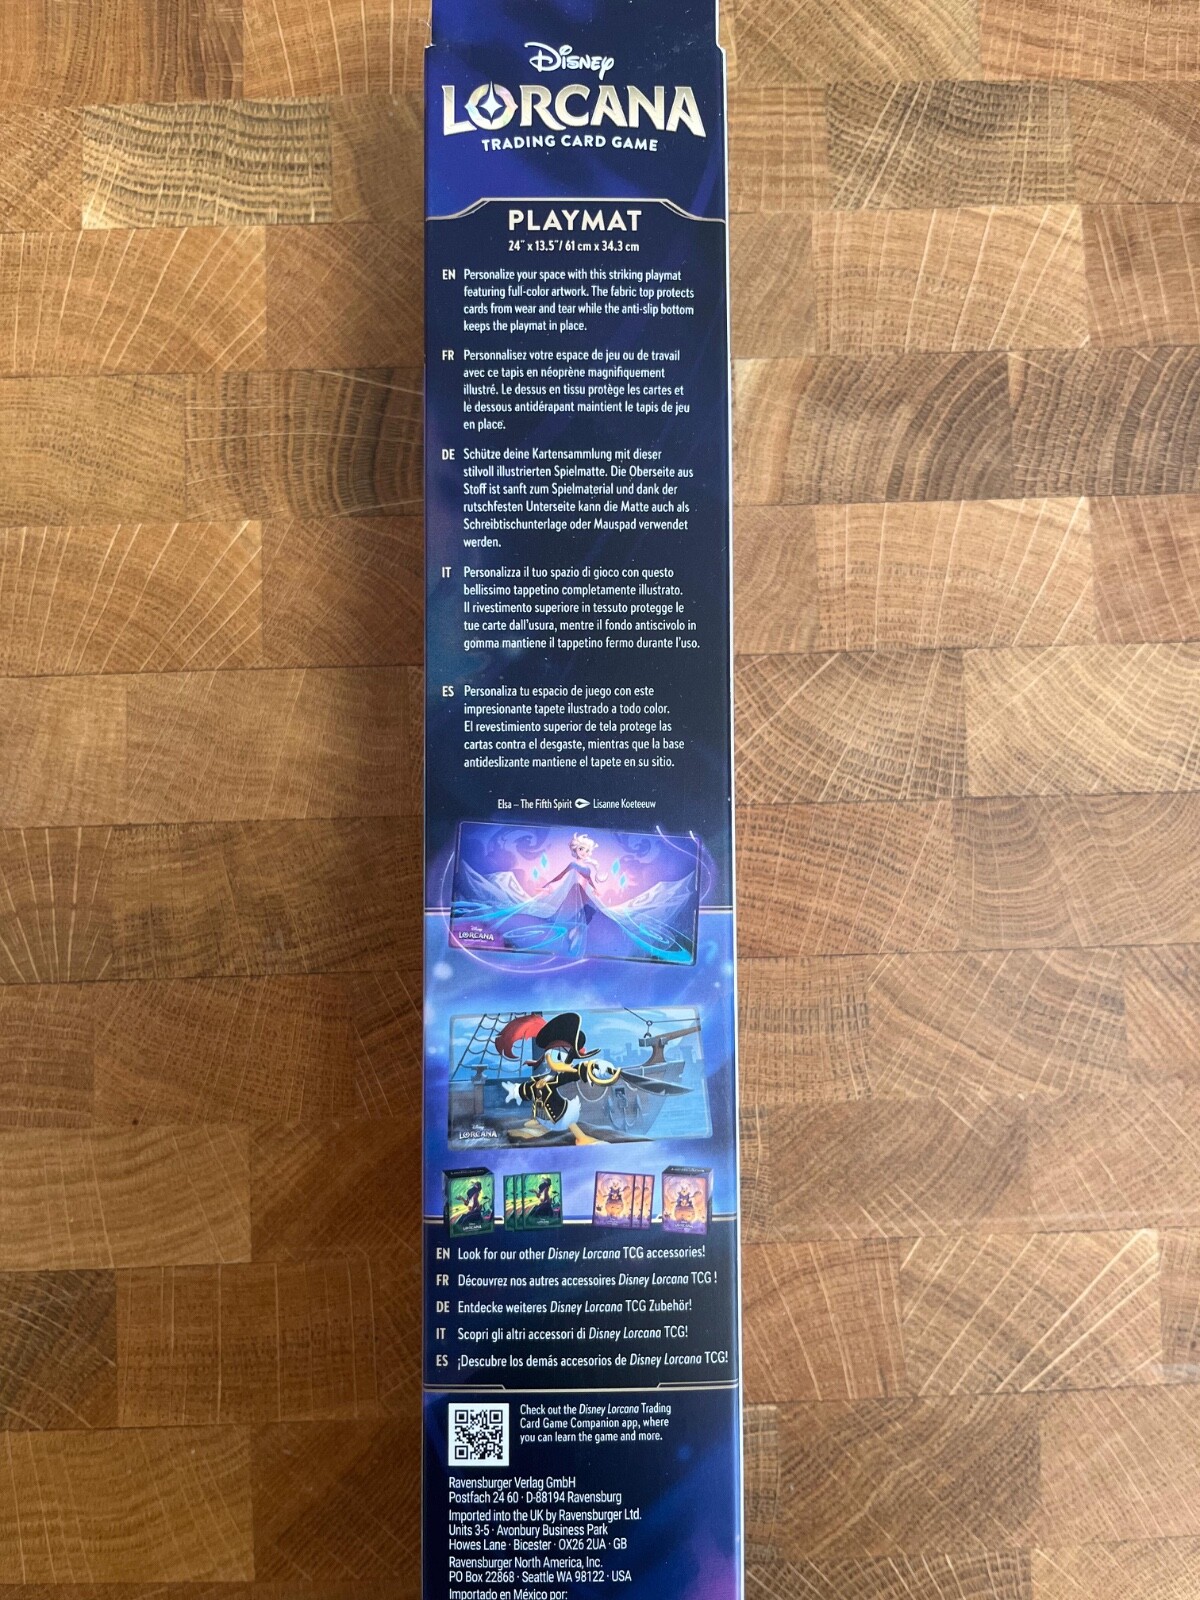 Disney
LORCANA
TRADING CARD GAME
PLAYMAT
24" x 13.5"/ 61 cm x 34.3 cm
EN Personalize your space with this striking playmat
featuring full-color artwork. The fabric top protects
cards from wear and tear while the anti-slip bottom
keeps the playmat in place.
FR Personnalisez votre espace de jeu ou de travail
avec ce tapis en néoprène magnifiquement
illustré. Le dessus en tissu protège les cartes et
le dessous antidérapant maintient le tapis de jeu
en place.
DE Schütze deine Kartensammlung mit dieser
stilvoll illustrierten Spielmatte. Die Oberseite aus
Stoff ist sanft zum Spielmaterial und dank der
rutschfesten Unterseite kann die Matte auch als
Schreibtischunterlage oder Mauspad verwendet
werden.
IT Personalizza il tuo spazio di gioco con questo
bellissimo tappetino completamente illustrato.
Il rivestimento superiore in tessuto protegge le
tue carte dall'usura, mentre il fondo antiscivolo in
gomma mantiene il tappetino fermo durante l'uso.
ES Personaliza tu espacio de juego con este
impresionante tapete ilustrado a todo color.
El revestimiento superior de tela protege las
cartas contra el desgaste, mientras que la base
antideslizante mantiene el tapete en su sitio.
Elsa – The Fifth Spirit Lisanne Koeteeuw
Disney
LORCANA
Disney
LORCANA
EN Look for our other Disney Lorcana TCG accessories!
FR Découvrez nos autres accessoires Disney Lorcana TCG !
DE Entdecke weiteres Disney Lorcana TCG Zubehör!
IT Scopri gli altri accessori di Disney Lorcana TCG!
ES ¡Descubre los demás accesorios de Disney Lorcana TCG!
Check out the Disney Lorcana Trading
Card Game Companion app, where
you can learn the game and more.
Ravensburger Verlag GmbH
Postfach 24 60 · D-88194 Ravensburg
Imported into the UK by Ravensburger Ltd.
Units 3-5 · Avonbury Business Park
Howes Lane · Bicester · OX26 2UA · GB
Ravensburger North America, Inc.
PO Box 22868 · Seattle WA 98122 · USA
Importado en México por: